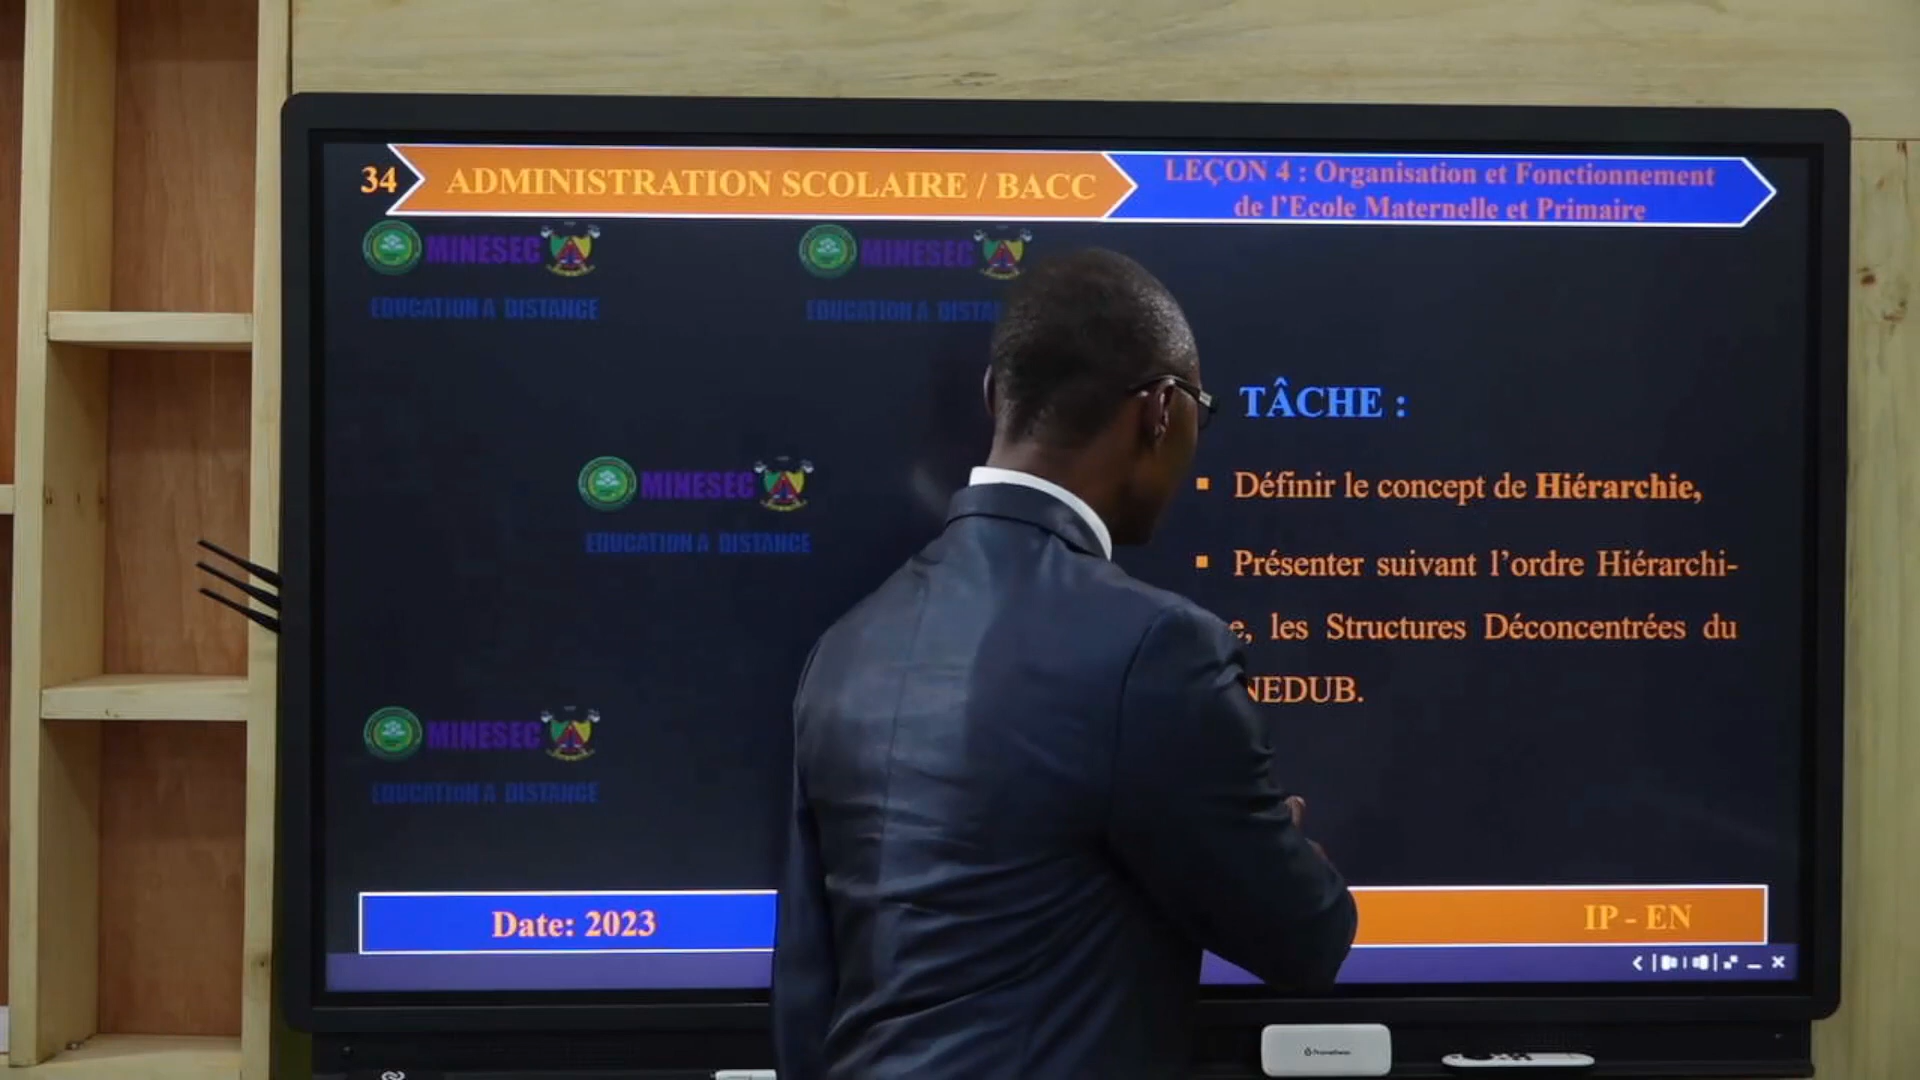 34
ADMINISTRATION SCOLAIRE / BACC
LEÇON 4 : Organisation et Fonctionnement
de l'Ecole Maternelle et Primaire
MINESEC
EDUCATION A DISTANCE
MINESEC
EDUCATION A
TÂCHE :
▪ Définir le concept de Hiérarchie,
▪ Présenter suivant l'ordre Hiérarchi-
les Structures Déconcentrées du
MINESEC
EDUCATION A DISTANCE
MINESEC
EDUCATION A DISTANCE
Date: 2023
IP - EN
Promethean